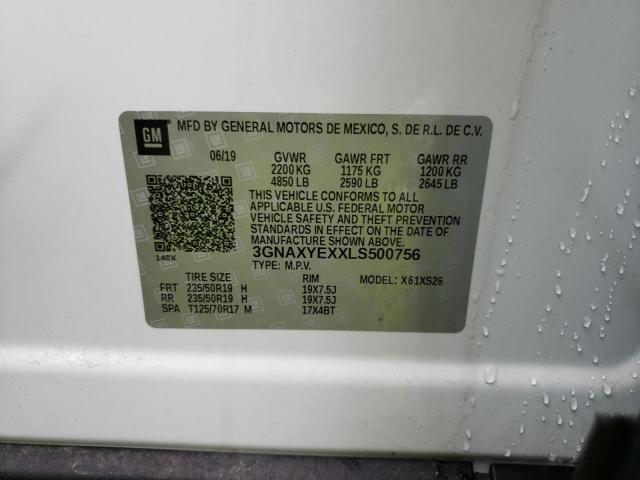 GM MFD BY GENERAL MOTORS DE MEXICO, S. DE R.L. DE C.V.
06/19 GVWR GAWR FRT GAWR RR
2200 KG 1175 KG 1200 KG
4850 LB 2590 LB 2645 LB
THIS VEHICLE CONFORMS TO ALL
APPLICABLE U.S. FEDERAL MOTOR
VEHICLE SAFETY AND THEFT PREVENTION
STANDARDS IN EFFECT ON THE DATE OF
MANUFACTURE SHOWN ABOVE.
140X 3GNAXYEXXLS500756
TYPE: M.P.V. MODEL: X61XS26
TIRE SIZE RIM
FRT 235/50R19 H 19X7.5J
RR 235/50R19 H 19X7.5J
SPA T125/70R17 M 17X4BT